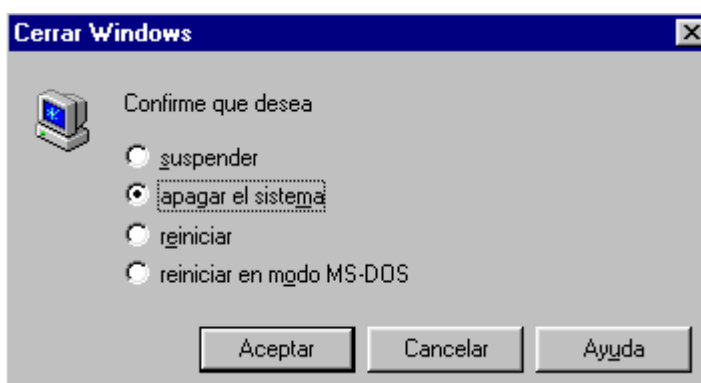 Cerrar Windows
Confirme que desea
suspender
apagar el sistema
reiniciar
reiniciar en modo MS-DOS
Aceptar Cancelar Ayuda